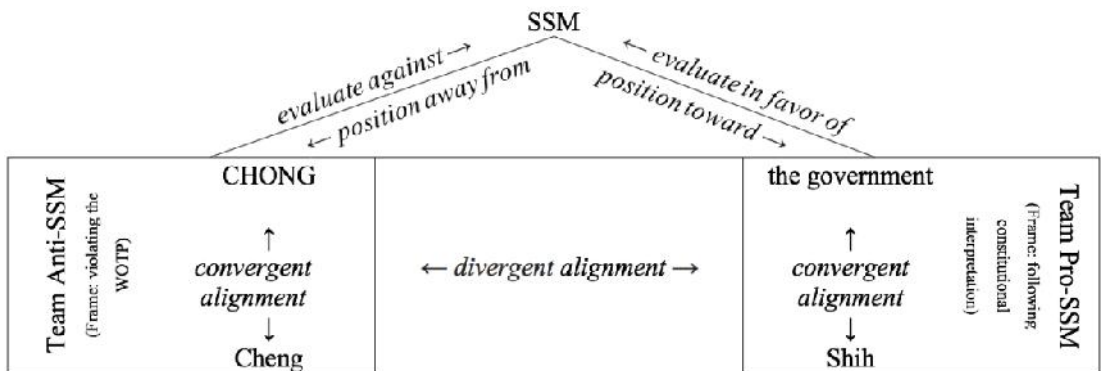 SSM
evaluate against →
← position away from
← evaluate in favor of
position toward →
Team Anti-SSM
(Frame: violating the
WOTP)
CHONG
↑
convergent
alignment
↓
Cheng
← divergent alignment →
the government
↑
convergent
alignment
↓
Shih
Team Pro-SSM
(Frame: following
constitutional
interpretation)